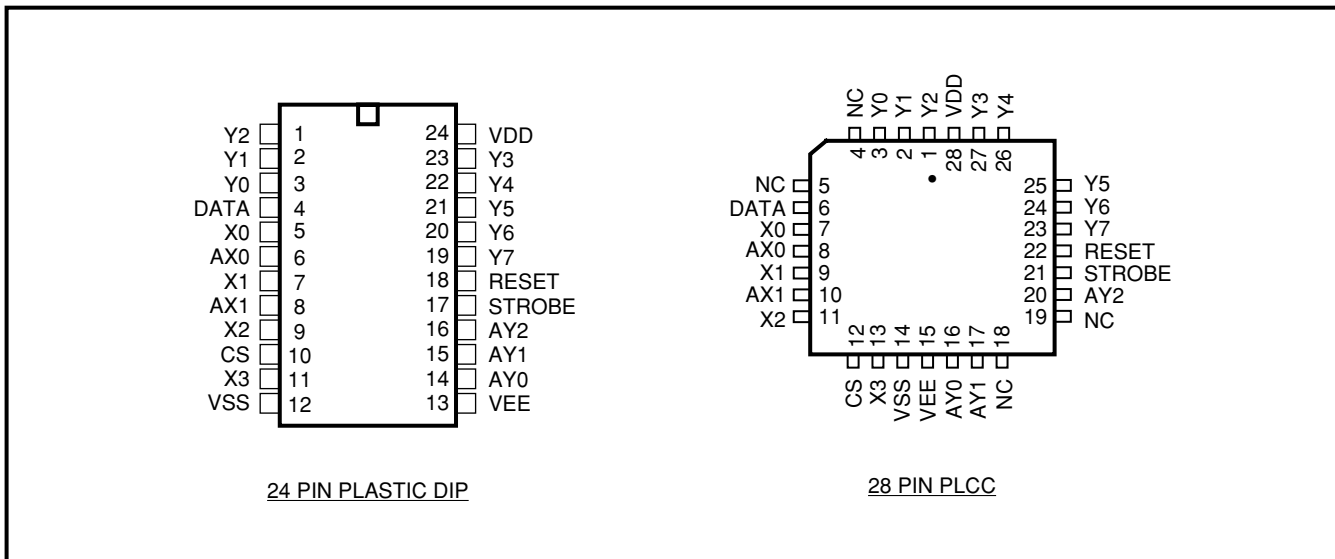 Y2 1 24 VDD
Y1 2 23 Y3
Y0 3 22 Y4
DATA 4 21 Y5
X0 5 20 Y6
AX0 6 19 Y7
X1 7 18 RESET
AX1 8 17 STROBE
X2 9 16 AY2
CS 10 15 AY1
X3 11 14 AY0
VSS 12 13 VEE
24 PIN PLASTIC DIP
NC Y0 Y1 Y2 VDD Y3 Y4
4 3 2 1 28 27 26
NC 5 25 Y5
DATA 6 24 Y6
X0 7 23 Y7
AX0 8 22 RESET
X1 9 21 STROBE
AX1 10 20 AY2
X2 11 19 NC
12 13 14 15 16 17 18
CS X3 VSS VEE AY0 AY1 NC
28 PIN PLCC